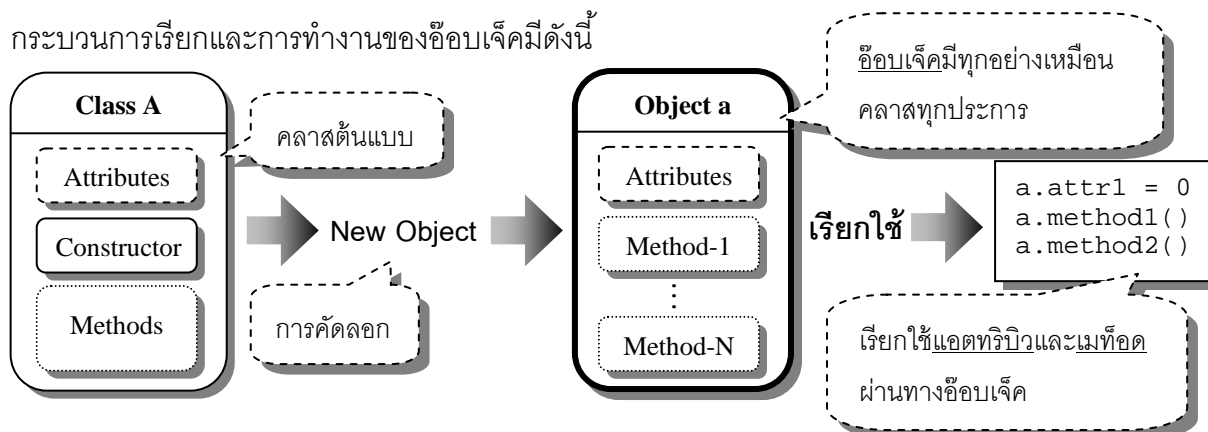 กระบวนการเรียกและการทำงานของอ๊อบเจ็คมีดังนี้
Class A
Attributes
Constructor
Methods
คลาสต้นแบบ
New Object
การคัดลอก
Object a
Attributes
Method-1
⋮
Method-N
อ๊อบเจ็คมีทุกอย่างเหมือน
คลาสทุกประการ
เรียกใช้
a.attr1 = 0
a.method1()
a.method2()
เรียกใช้แอตทริบิวและเมท็อด
ผ่านทางอ๊อบเจ็ค